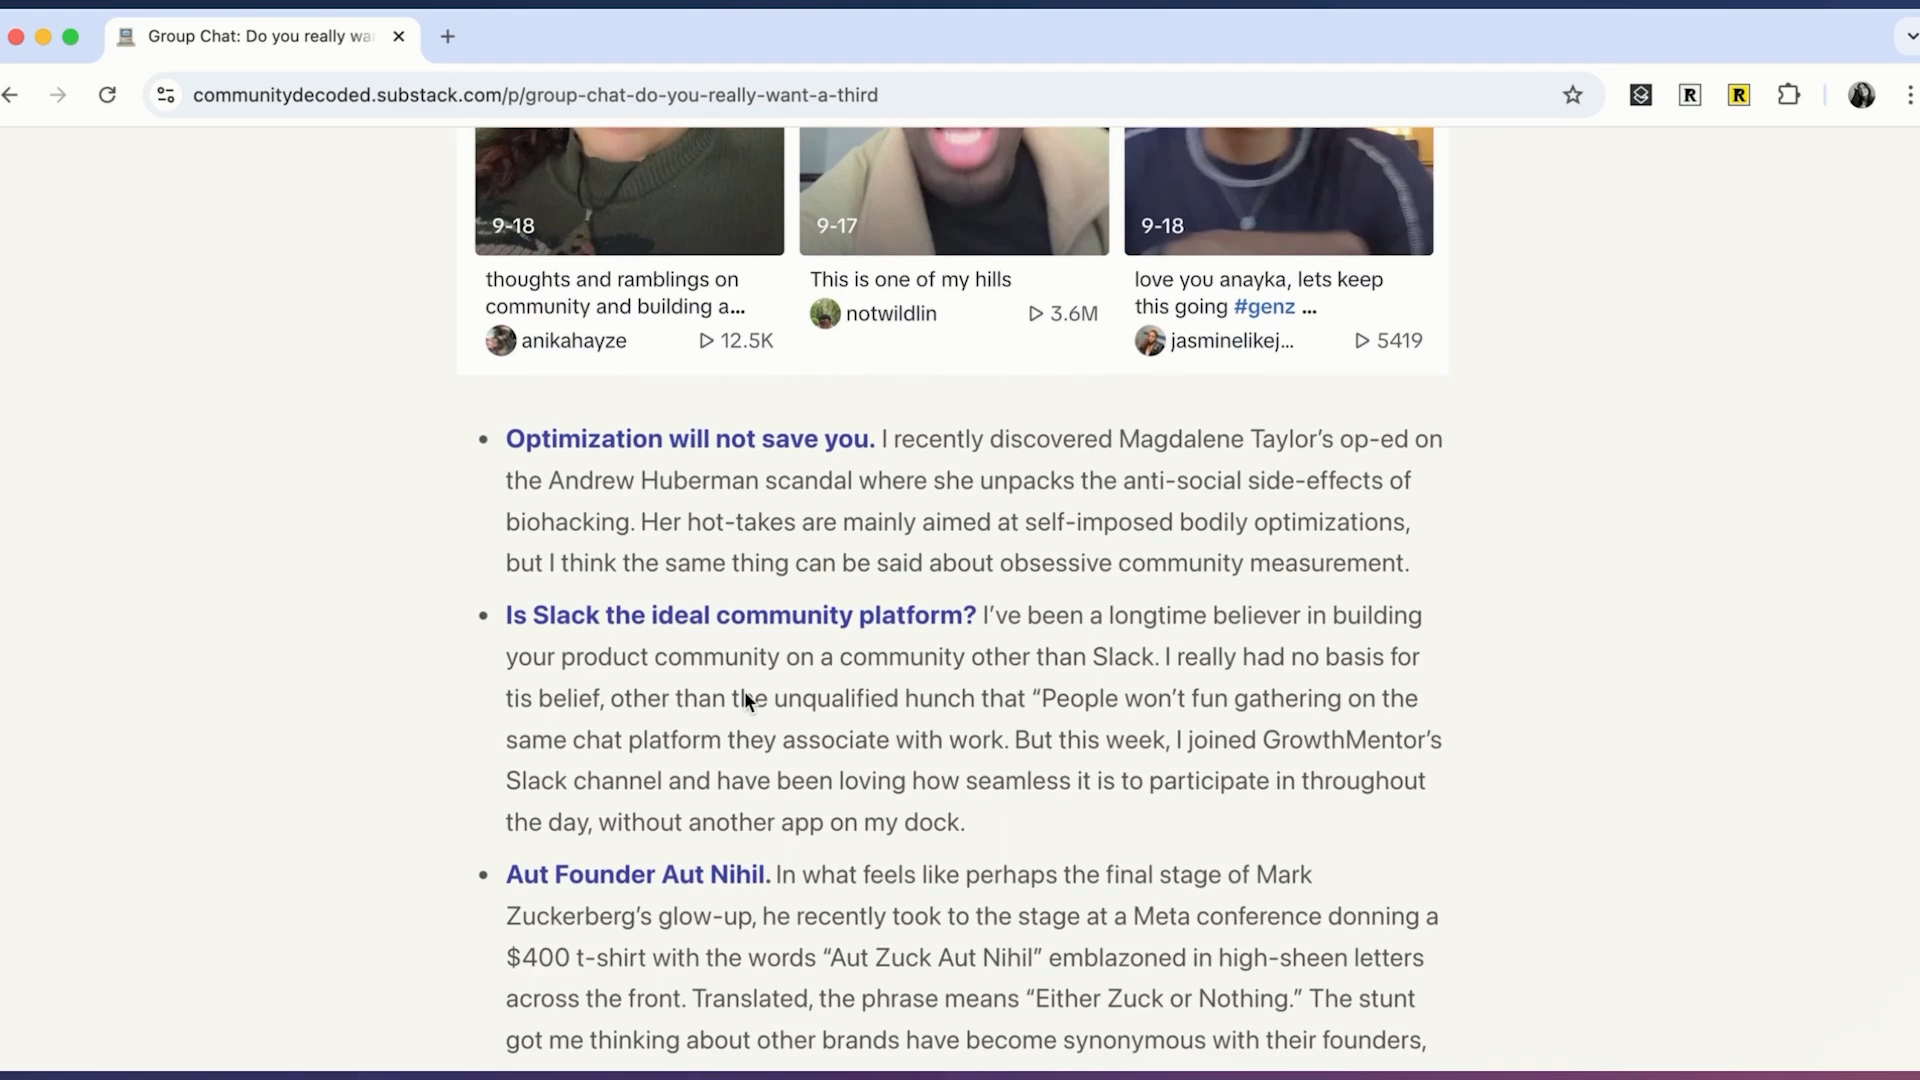 Group Chat: Do you really wa
communitydecoded.substack.com/p/group-chat-do-you-really-want-a-third
R
R
9-18
9-17
9-18
thoughts and ramblings on
community and building a...
anikahayze
12.5K
This is one of my hills
notwildlin
3.6M
love you anayka, lets keep
this going #genz ...
jasminelikej...
5419
• Optimization will not save you. I recently discovered Magdalene Taylor’s op-ed on
the Andrew Huberman scandal where she unpacks the anti-social side-effects of
biohacking. Her hot-takes are mainly aimed at self-imposed bodily optimizations,
but I think the same thing can be said about obsessive community measurement.
• Is Slack the ideal community platform? I’ve been a longtime believer in building
your product community on a community other than Slack. I really had no basis for
tis belief, other than the unqualified hunch that “People won’t fun gathering on the
same chat platform they associate with work. But this week, I joined GrowthMentor’s
Slack channel and have been loving how seamless it is to participate in throughout
the day, without another app on my dock.
• Aut Founder Aut Nihil. In what feels like perhaps the final stage of Mark
Zuckerberg’s glow-up, he recently took to the stage at a Meta conference donning a
$400 t-shirt with the words “Aut Zuck Aut Nihil” emblazoned in high-sheen letters
across the front. Translated, the phrase means “Either Zuck or Nothing.” The stunt
got me thinking about other brands have become synonymous with their founders,